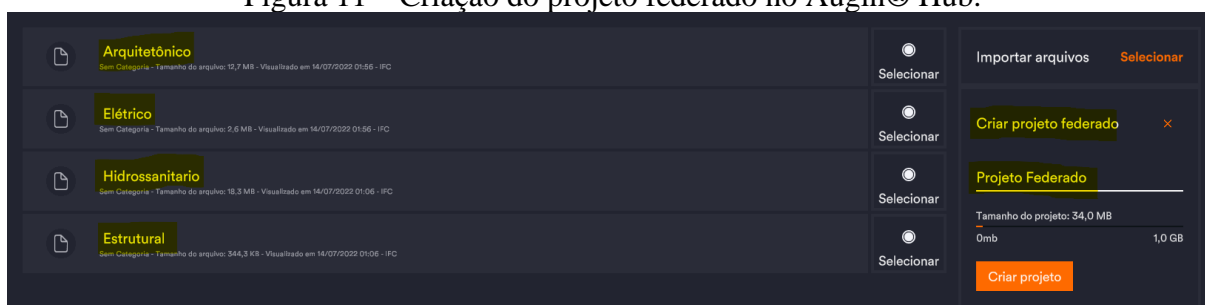 Figura 11 – Criação do projeto federado no Augin® Hub.
Arquitetônico
Sem Categoria - Tamanho do arquivo: 12,7 MB - Visualizado em 14/07/2022 01:56 - IFC
Selecionar
Elétrico
Sem Categoria - Tamanho do arquivo: 2,6 MB - Visualizado em 14/07/2022 01:56 - IFC
Selecionar
Hidrossanitario
Sem Categoria - Tamanho do arquivo: 18,3 MB - Visualizado em 14/07/2022 01:06 - IFC
Selecionar
Estrutural
Sem Categoria - Tamanho do arquivo: 344,3 KB - Visualizado em 14/07/2022 01:06 - IFC
Selecionar
Importar arquivos Selecionar
Criar projeto federado ×
Projeto Federado
Tamanho do projeto: 34,0 MB
0mb 1,0 GB
Criar projeto